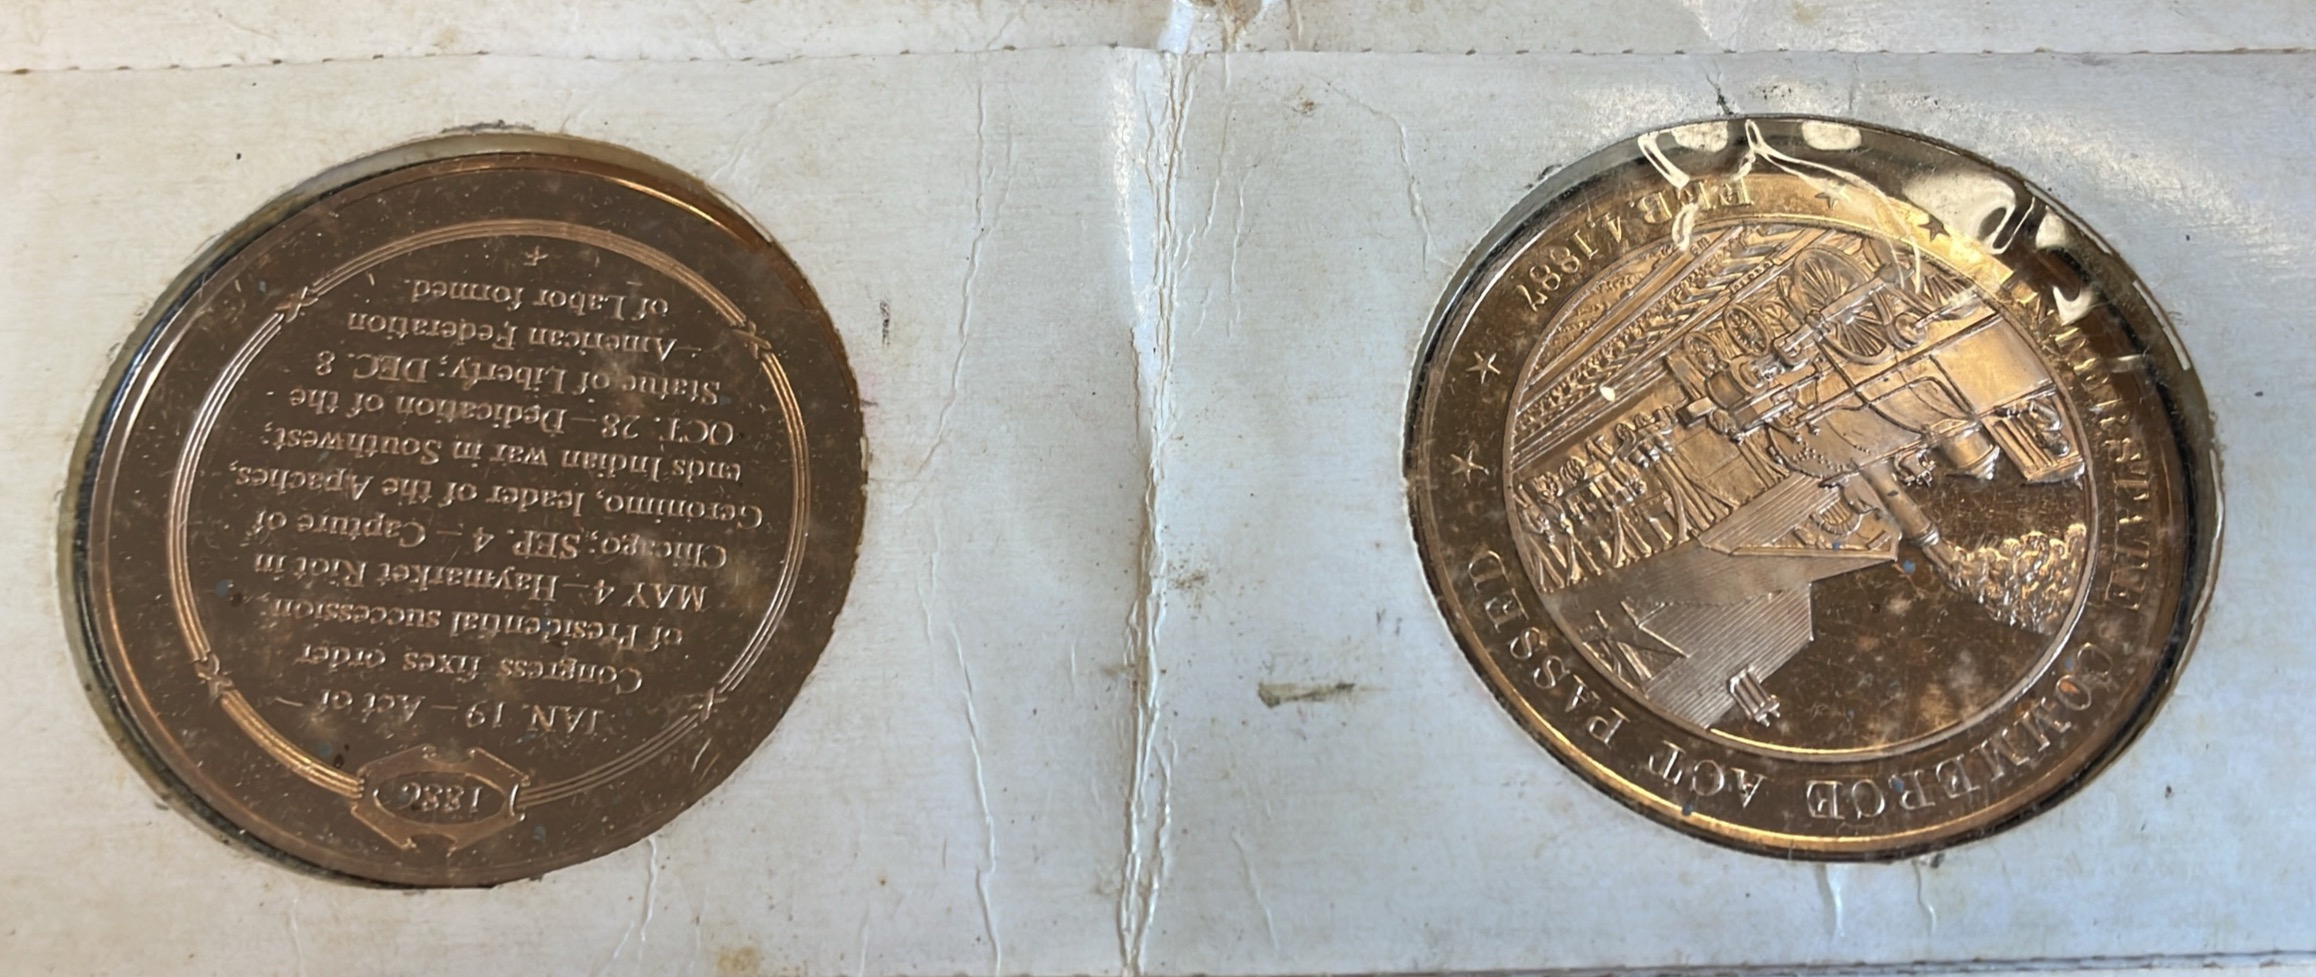 1886
JAN. 19 – Act of
Congress fixes order
of Presidential succession;
MAY 4 – Haymarket Riot in
Chicago; SEP. 4 – Capture of
Geronimo, leader of the Apaches,
ends Indian war in Southwest;
OCT. 28 – Dedication of the
Statue of Liberty; DEC. 8
– American Federation
of Labor formed.
INTERSTATE COMMERCE ACT PASSED
FEB. 4, 1887